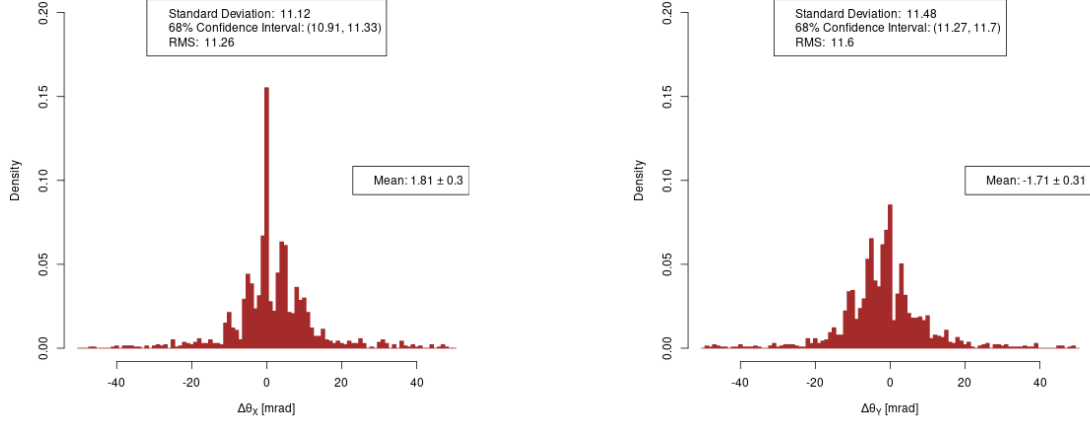 Standard Deviation: 11.12
68% Confidence Interval: (10.91, 11.33)
RMS: 11.26
Mean: 1.81 ± 0.3
Density
0.00
0.05
0.10
0.15
0.20
-40
-20
0
20
40
Δθ_X [mrad]
Standard Deviation: 11.48
68% Confidence Interval: (11.27, 11.7)
RMS: 11.6
Mean: -1.71 ± 0.31
Density
0.00
0.05
0.10
0.15
0.20
-40
-20
0
20
40
Δθ_Y [mrad]